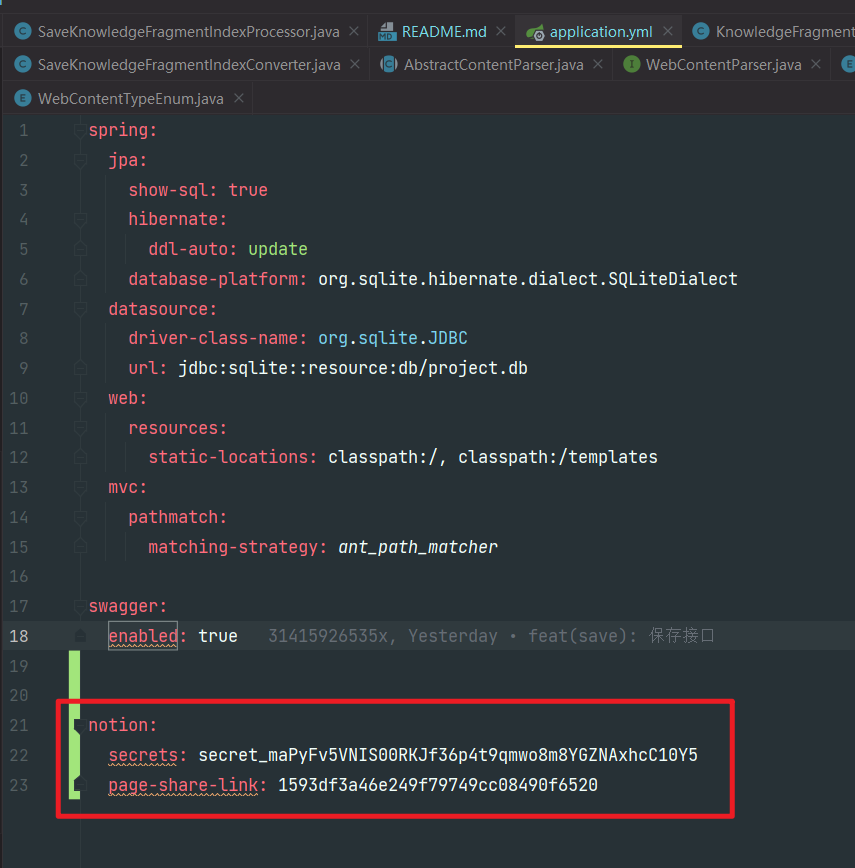 SaveKnowledgeFragmentIndexProcessor.java
README.md
application.yml
KnowledgeFragment
SaveKnowledgeFragmentIndexConverter.java
AbstractContentParser.java
WebContentParser.java
WebContentTypeEnum.java
1 spring:
2 jpa:
3 show-sql: true
4 hibernate:
5 ddl-auto: update
6 database-platform: org.sqlite.hibernate.dialect.SQLiteDialect
7 datasource:
8 driver-class-name: org.sqlite.JDBC
9 url: jdbc:sqlite::resource:db/project.db
10 web:
11 resources:
12 static-locations: classpath:/, classpath:/templates
13 mvc:
14 pathmatch:
15 matching-strategy: ant_path_matcher
16
17 swagger:
18 enabled: true 31415926535x, Yesterday • feat(save): 保存接口
19
20
21 notion:
22 secrets: secret_maPyFv5VNIS00RKJf36p4t9qmwo8m8YGZNAxhcC10Y5
23 page-share-link: 1593df3a46e249f79749cc08490f6520